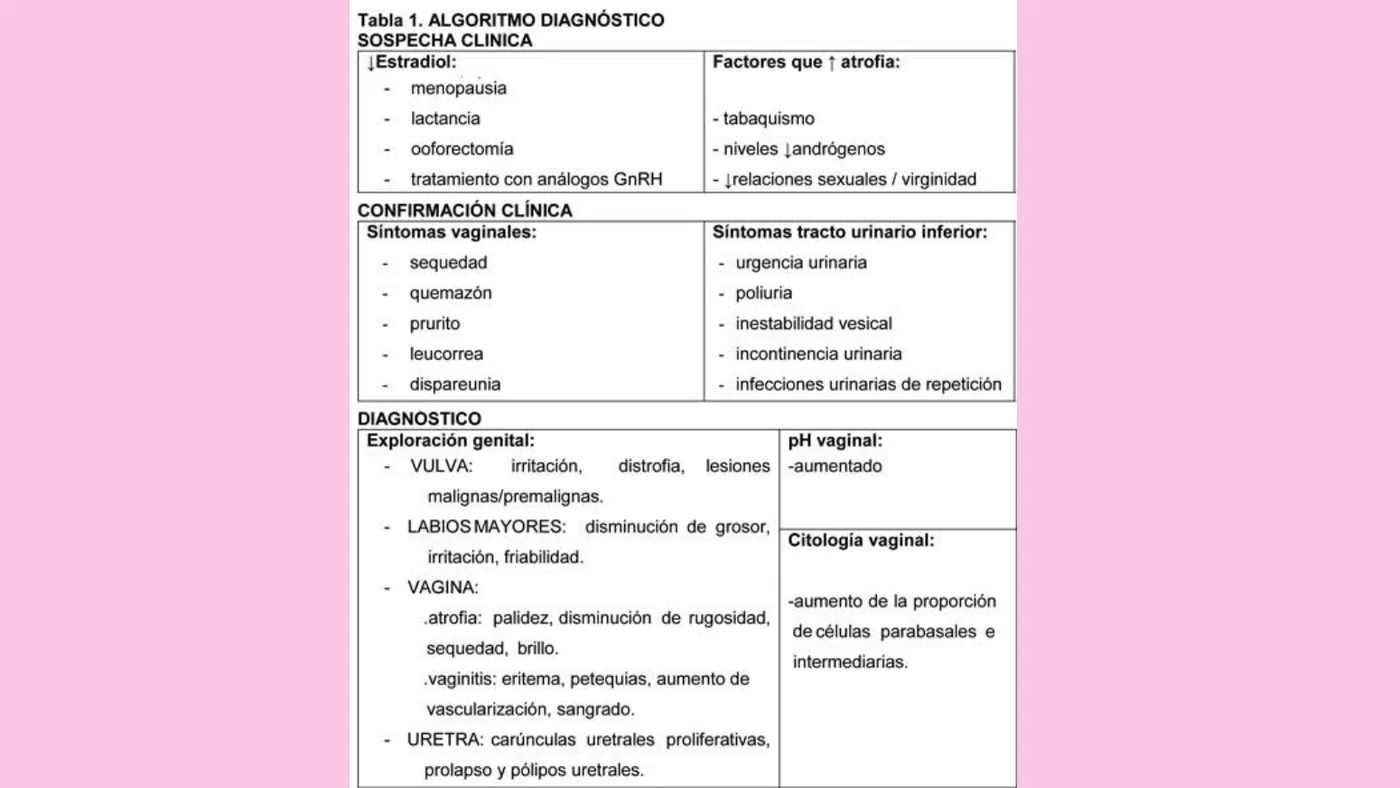 Tabla 1. ALGORITMO DIAGNÓSTICO
SOSPECHA CLINICA
↓Estradiol:
- menopausia
- lactancia
- ooforectomía
- tratamiento con análogos GnRH
Factores que ↑ atrofia:
- tabaquismo
- niveles ↓andrógenos
- ↓relaciones sexuales / virginidad
CONFIRMACIÓN CLÍNICA
Síntomas vaginales:
- sequedad
- quemazón
- prurito
- leucorrea
- dispareunia
Síntomas tracto urinario inferior:
- urgencia urinaria
- poliuria
- inestabilidad vesical
- incontinencia urinaria
- infecciones urinarias de repetición
DIAGNÓSTICO
Exploración genital:
- VULVA: irritación, distrofia, lesiones
malignas/premalignas.
- LABIOS MAYORES: disminución de grosor,
irritación, friabilidad.
- VAGINA:
.atrofia: palidez, disminución de rugosidad,
sequedad, brillo.
.vaginitis: eritema, petequias, aumento de
vascularización, sangrado.
- URETRA: carúnculas uretrales proliferativas,
prolapso y pólipos uretrales.
pH vaginal:
-aumentado
Citología vaginal:
-aumento de la proporción
de células parabasales e
intermediarias.